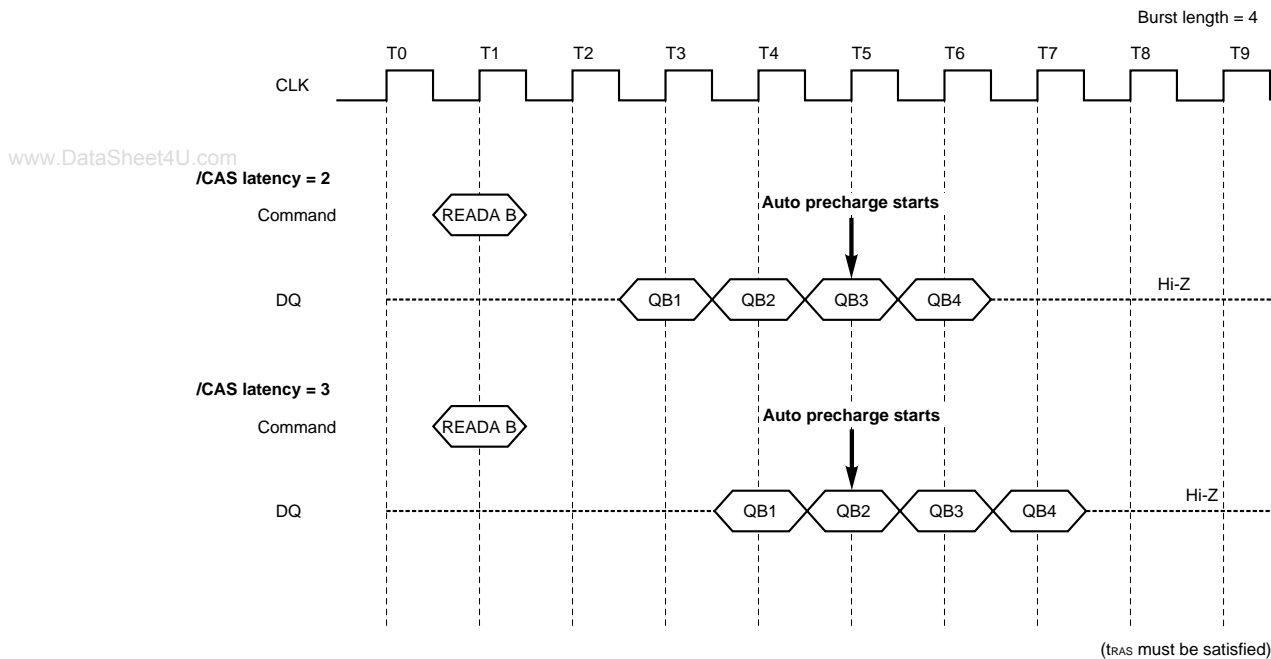 Burst length = 4
T0 T1 T2 T3 T4 T5 T6 T7 T8 T9
CLK
www.DataSheet4U.com
/CAS latency = 2
Auto precharge starts
Command READA B
Hi-Z
DQ QB1 QB2 QB3 QB4
/CAS latency = 3
Auto precharge starts
Command READA B
Hi-Z
DQ QB1 QB2 QB3 QB4
(tRAS must be satisfied)